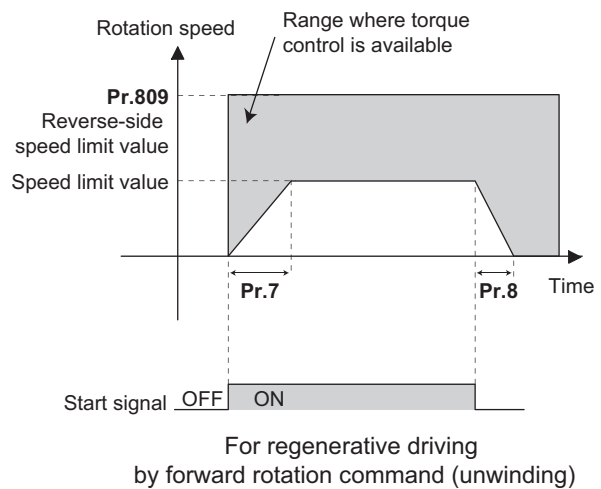 Range where torque
control is available
Rotation speed
Pr.809
Reverse-side
speed limit value
Speed limit value
Time
Pr.7
Pr.8
Start signal
OFF
ON
For regenerative driving
by forward rotation command (unwinding)